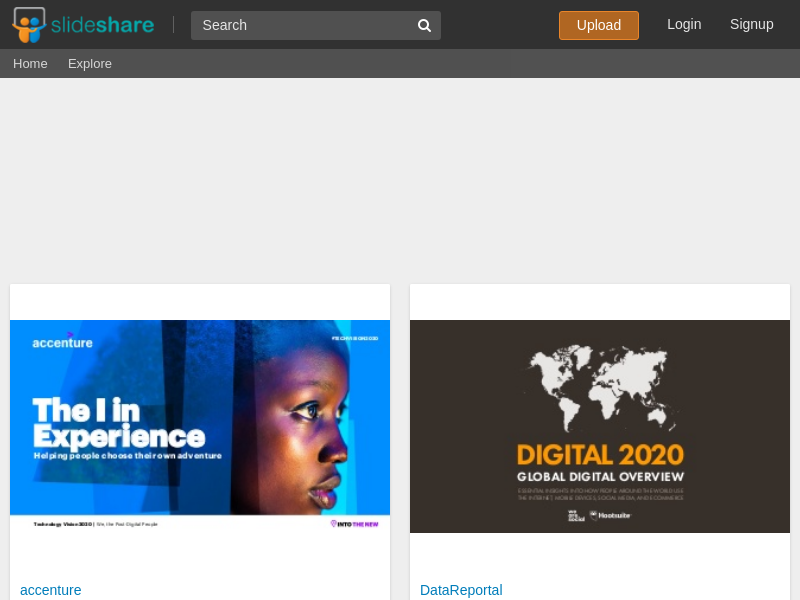 slideshare
Search
Upload
Login
Signup
Home
Explore
accenture
#TECHVISION2020
The I in
Experience
Helping people choose their own adventure
Technology Vision 2020 | We, the Post-Digital People
INTO THE NEW
DIGITAL 2020
GLOBAL DIGITAL OVERVIEW
ESSENTIAL INSIGHTS INTO HOW PEOPLE AROUND THE WORLD USE
THE INTERNET, MOBILE DEVICES, SOCIAL MEDIA, AND ECOMMERCE
we
are
social
Hootsuite
accenture
DataReportal